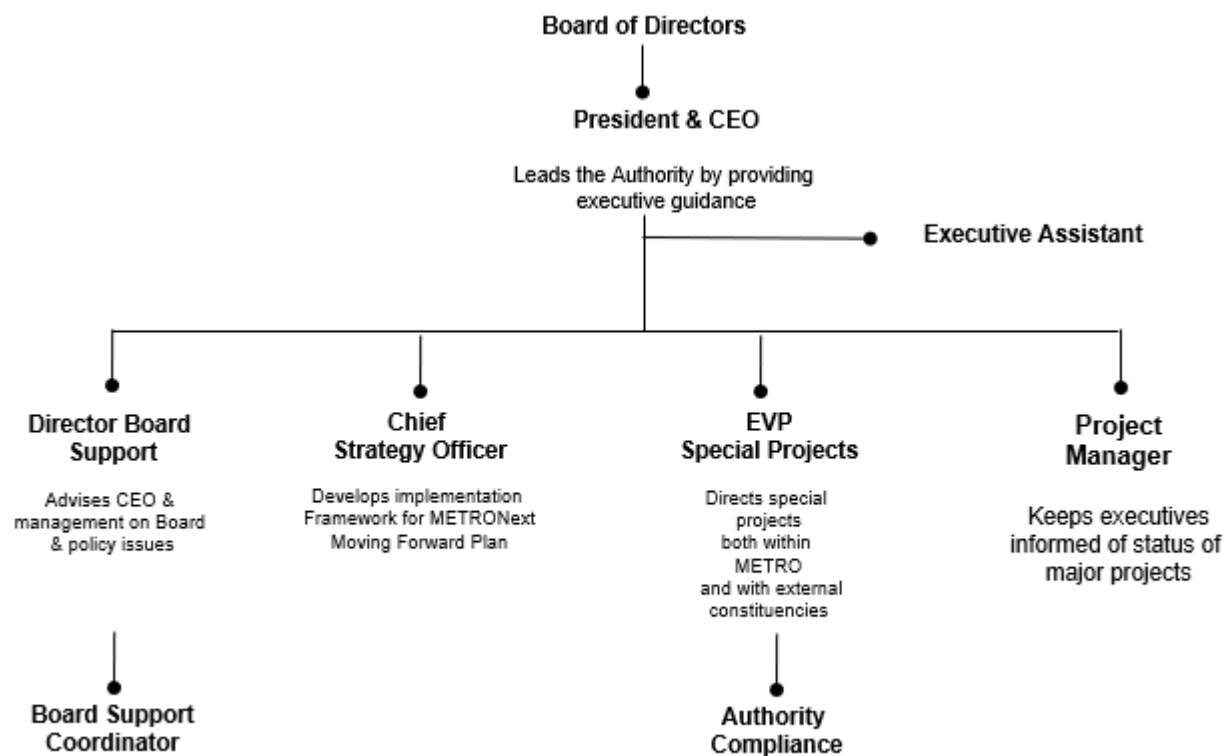 Board of Directors
President & CEO
Leads the Authority by providing
executive guidance
Executive Assistant
Director Board
Support
Advises CEO &
management on Board
& policy issues
Chief
Strategy Officer
Develops implementation
Framework for METRONext
Moving Forward Plan
EVP
Special Projects
Directs special
projects
both within
METRO
and with external
constituencies
Project
Manager
Keeps executives
informed of status of
major projects
Board Support
Coordinator
Authority
Compliance